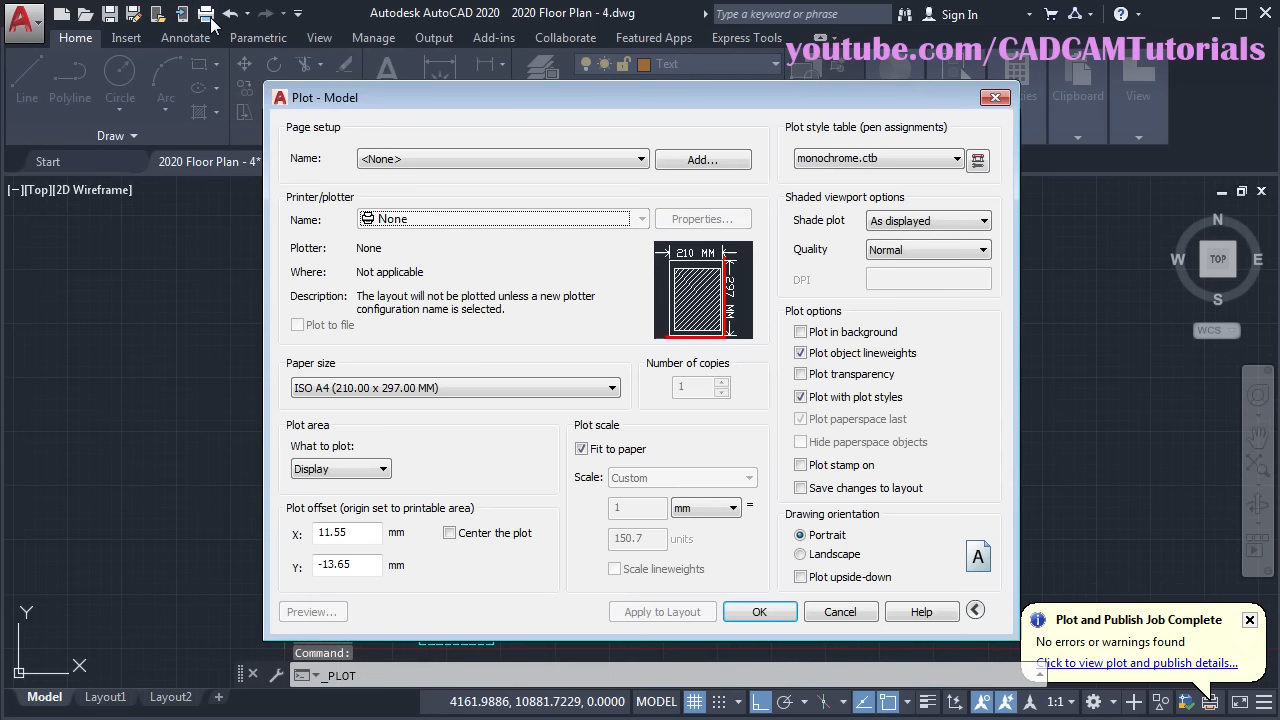 Autodesk AutoCAD 2020 2020 Floor Plan - 4.dwg Type a keyword or phrase Sign In
Home Insert Annotate Parametric View Manage Output Add-ins Collaborate Featured Apps Express Tools
youtube.com/CADCAMTutorials
Text
Line Polyline Circle Arc Clipboard View
Draw
Start 2020 Floor Plan - 4*
[−][Top][2D Wireframe]
Plot - Model
Page setup
Name: <None> Add...
Printer/plotter
Name: None Properties...
Plotter: None
Where: Not applicable
Description: The layout will not be plotted unless a new plotter
configuration name is selected.
Plot to file
210 MM
297 MM
Paper size
ISO A4 (210.00 x 297.00 MM)
Number of copies
1
Plot area
What to plot:
Display
Plot scale
Fit to paper
Scale: Custom
1 mm =
150.7 units
Scale lineweights
Plot offset (origin set to printable area)
X: 11.55 mm Center the plot
Y: -13.65 mm
Plot style table (pen assignments)
monochrome.ctb
Shaded viewport options
Shade plot As displayed
Quality Normal
DPI
Plot options
Plot in background
Plot object lineweights
Plot transparency
Plot with plot styles
Plot paperspace last
Hide paperspace objects
Plot stamp on
Save changes to layout
Drawing orientation
Portrait
Landscape
Plot upside-down
A
Preview... Apply to Layout OK Cancel Help
N
W TOP E
S
WCS
Y
X
Plot and Publish Job Complete
No errors or warnings found
Click to view plot and publish details...
Command:
_PLOT
Model Layout1 Layout2 + 4161.9886, 10881.7229, 0.0000 MODEL 1:1